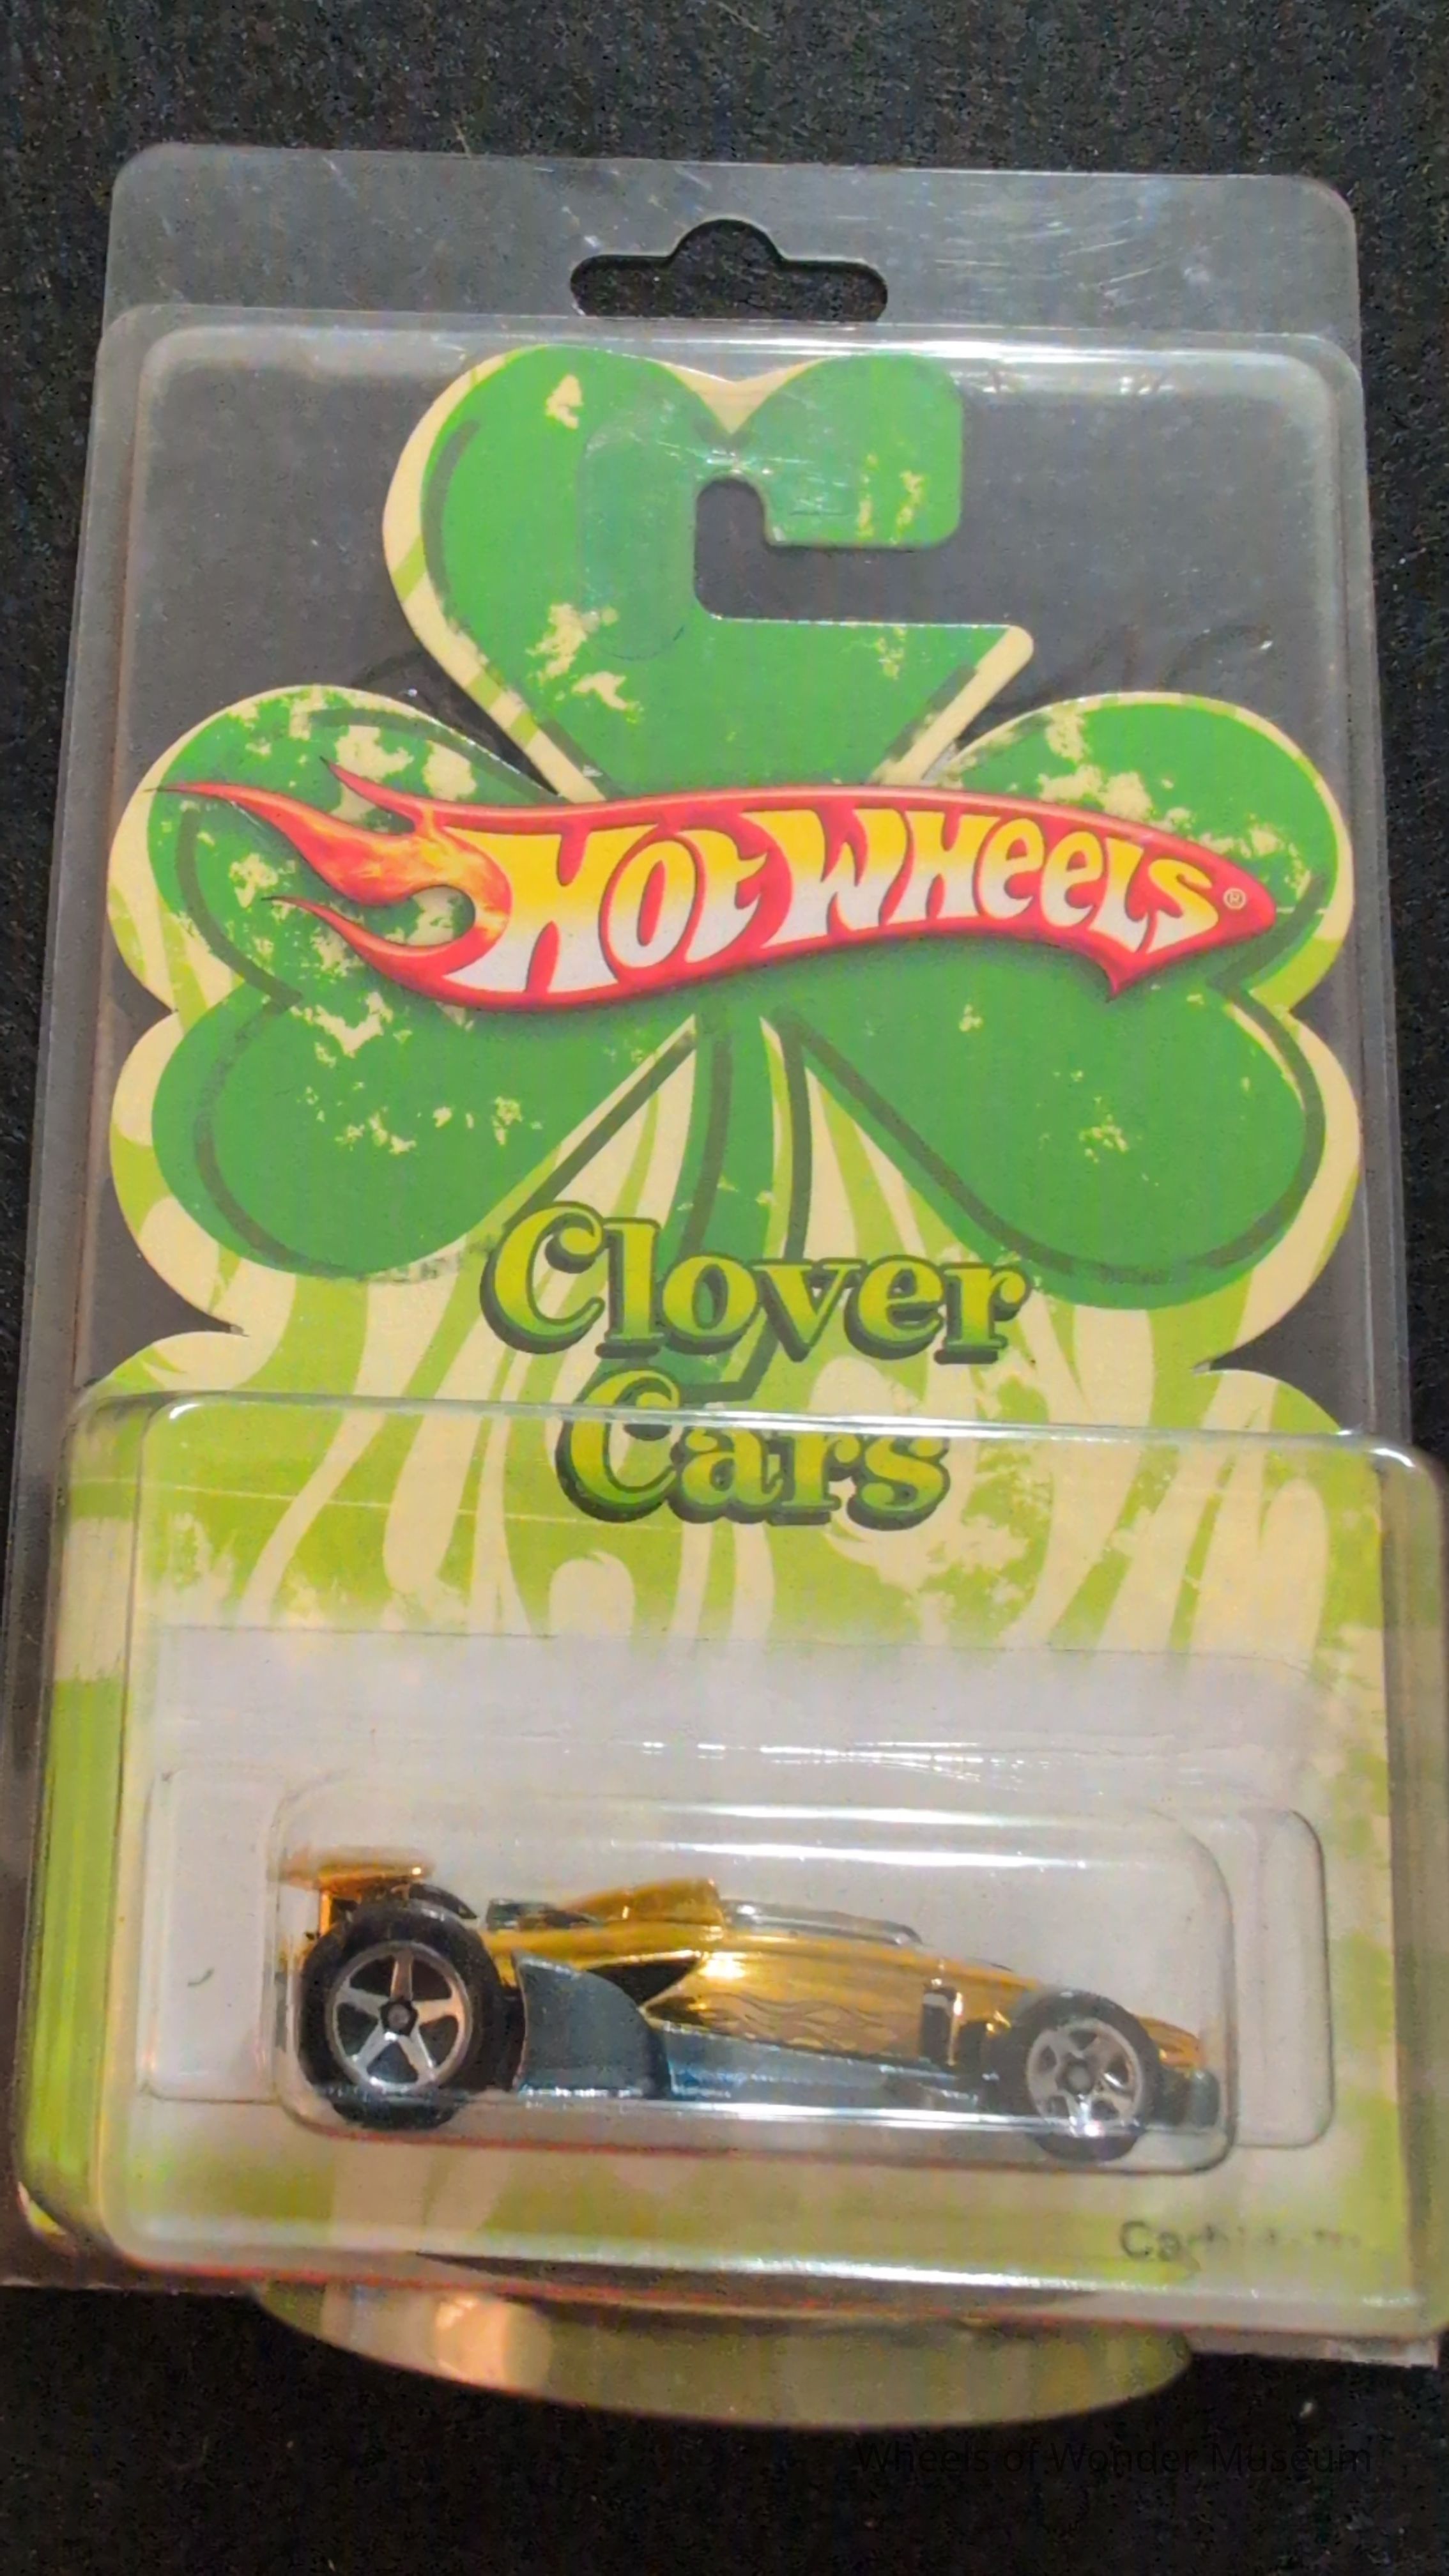 HOT WHEELS®
Clover
Cars
Wheels of Wonder Museum